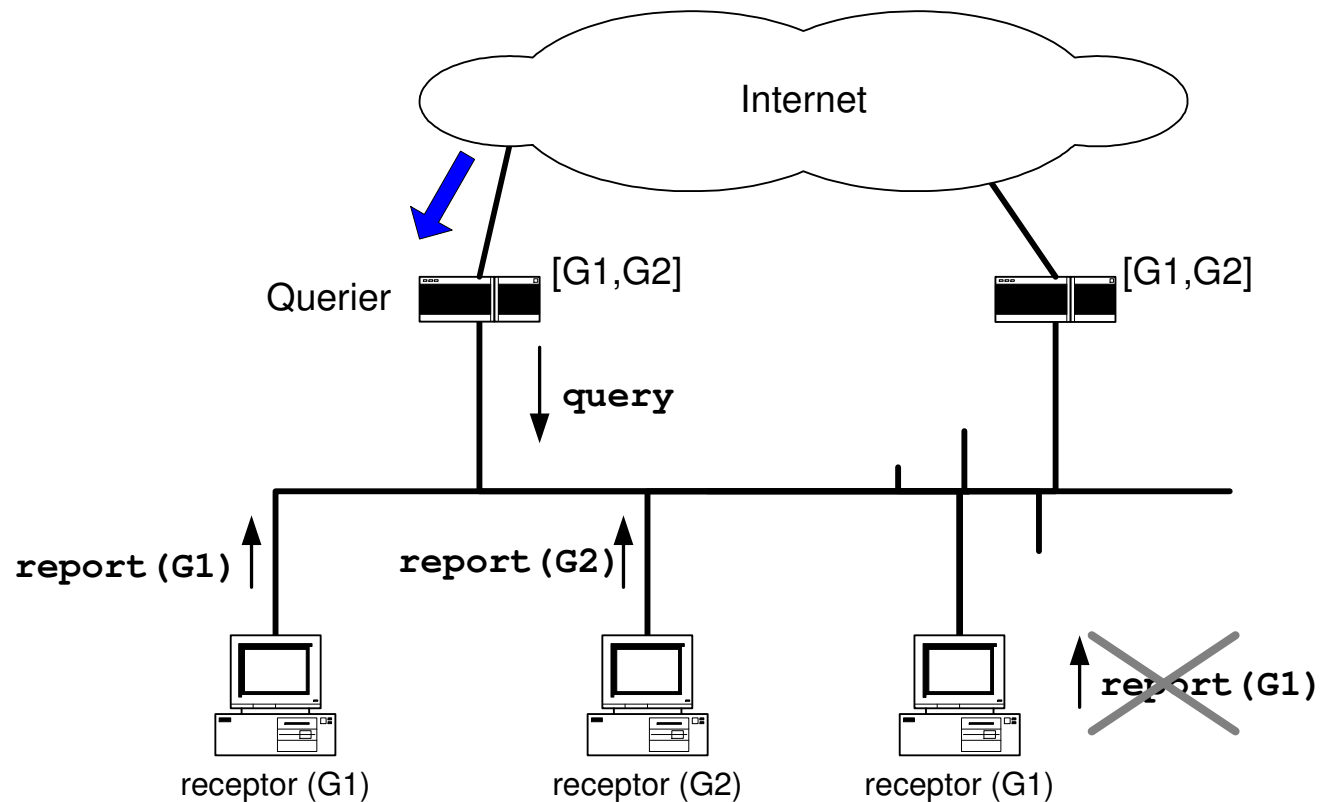 Internet
Querier
[G1,G2]
[G1,G2]
query
report(G1)
report(G2)
report(G1)
receptor (G1)
receptor (G2)
receptor (G1)